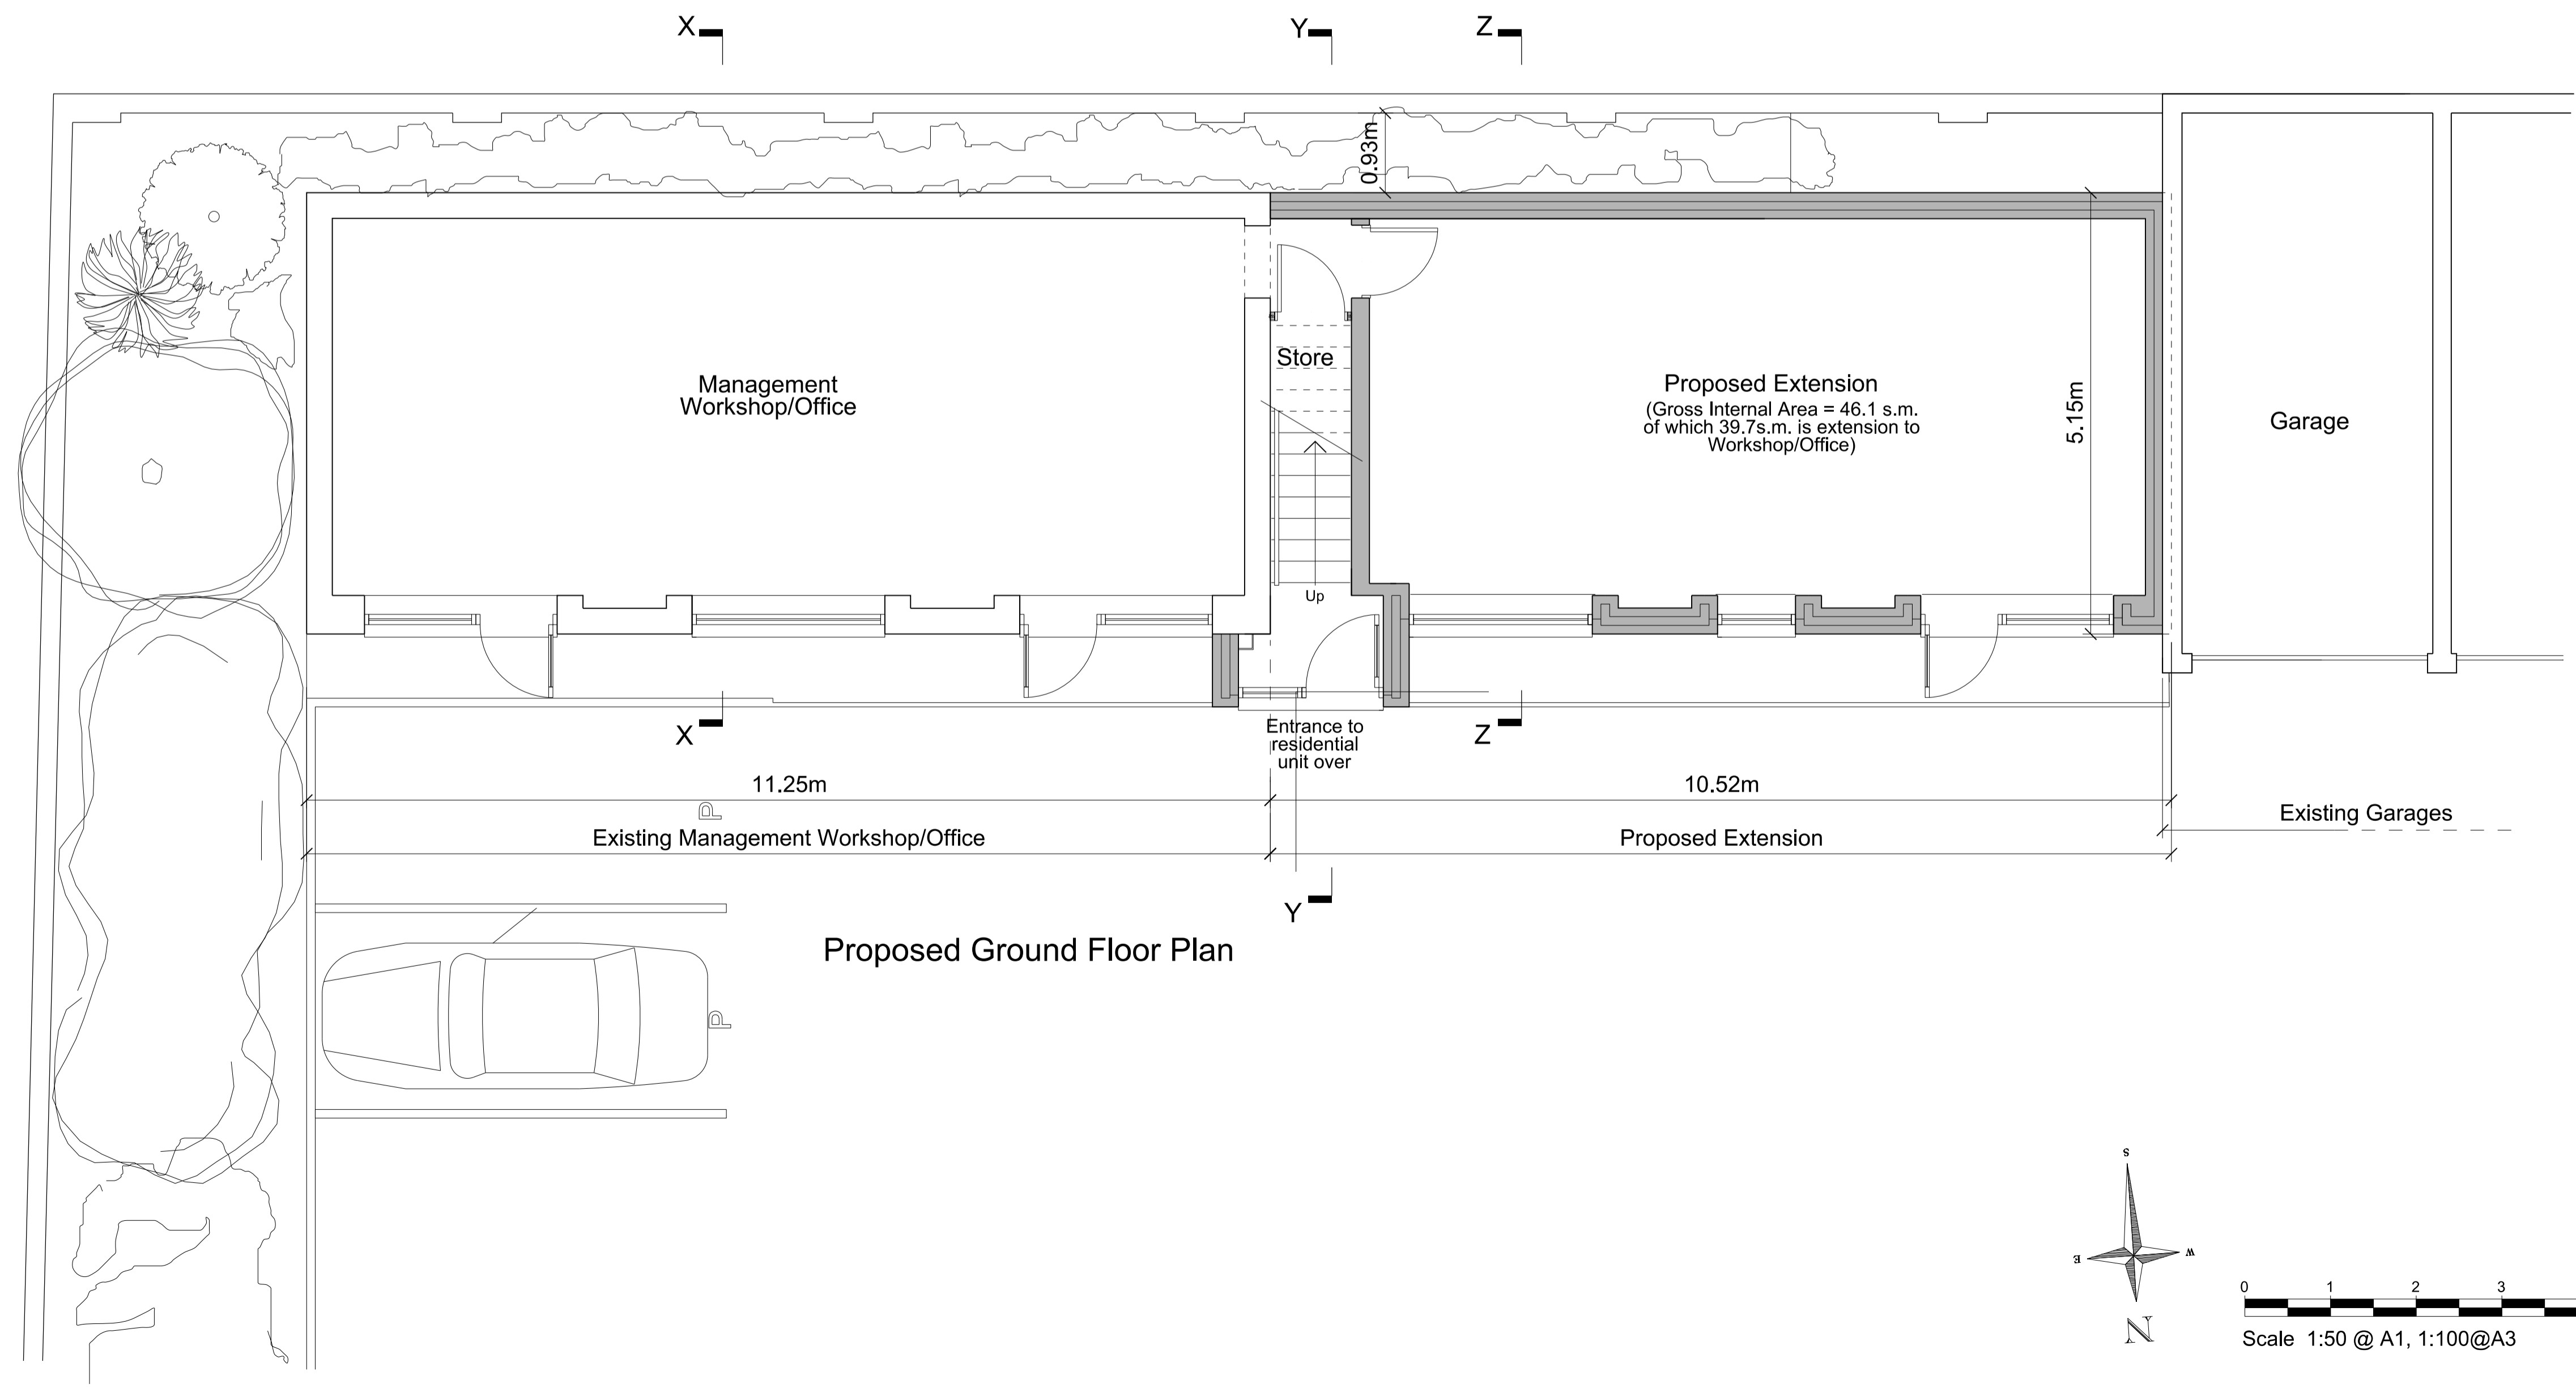 X
Y
Z
0.93m
Store
Management
Workshop/Office
Proposed Extension
(Gross Internal Area = 46.1 s.m.
of which 39.7s.m. is extension to
Workshop/Office)
5.15m
Garage
Up
X
Z
Entrance to
residential
unit over
11.25m
10.52m
P
Existing Garages
Existing Management Workshop/Office
Proposed Extension
Y
Proposed Ground Floor Plan
P
S
E
W
N
0 1 2 3
Scale 1:50 @ A1, 1:100@A3